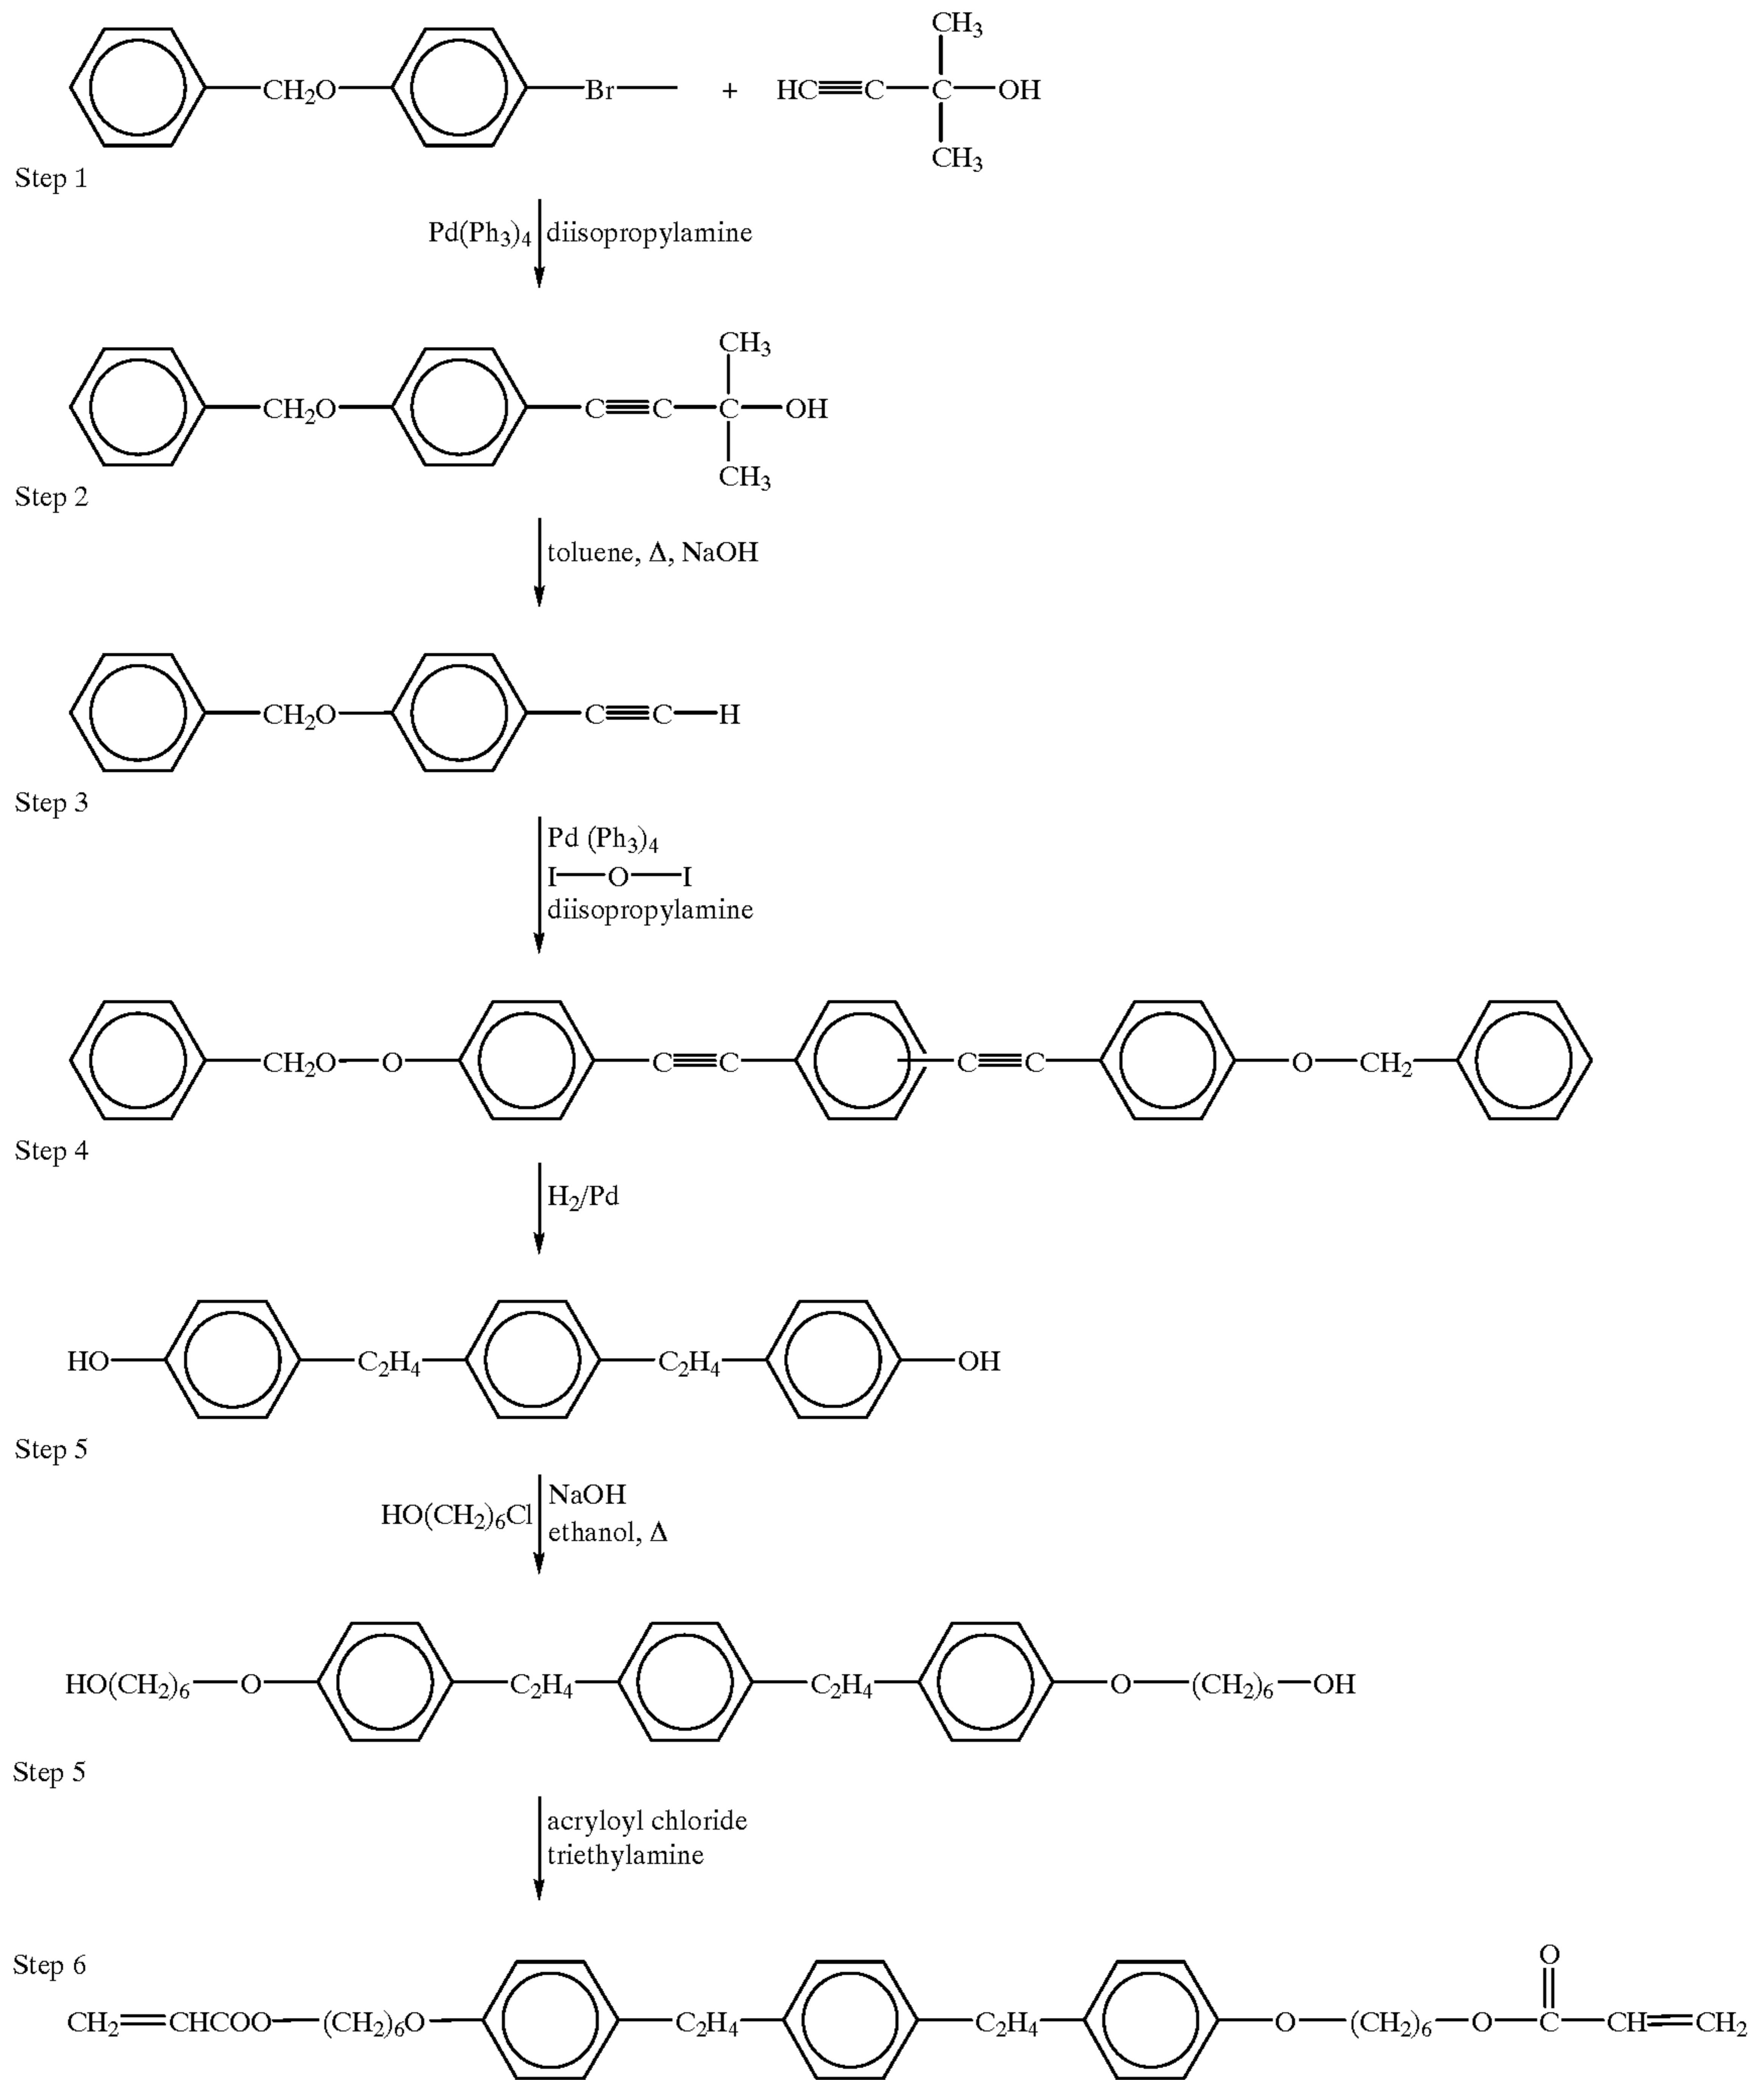 CH₃
CH₂O Br + HC≡C C OH
CH₃
Step 1
Pd(Ph₃)₄ diisopropylamine
CH₃
CH₂O C≡C C OH
CH₃
Step 2
toluene, Δ, NaOH
CH₂O C≡C H
Step 3
Pd (Ph₃)₄
I—O—I
diisopropylamine
CH₂O O C≡C C≡C O CH₂
Step 4
H₂/Pd
HO C₂H₄ C₂H₄ OH
Step 5
HO(CH₂)₆Cl NaOH
ethanol, Δ
HO(CH₂)₆ O C₂H₄ C₂H₄ O (CH₂)₆ OH
Step 5
acryloyl chloride
triethylamine
Step 6
O
CH₂=CHCOO (CH₂)₆O C₂H₄ C₂H₄ O (CH₂)₆ O C CH=CH₂